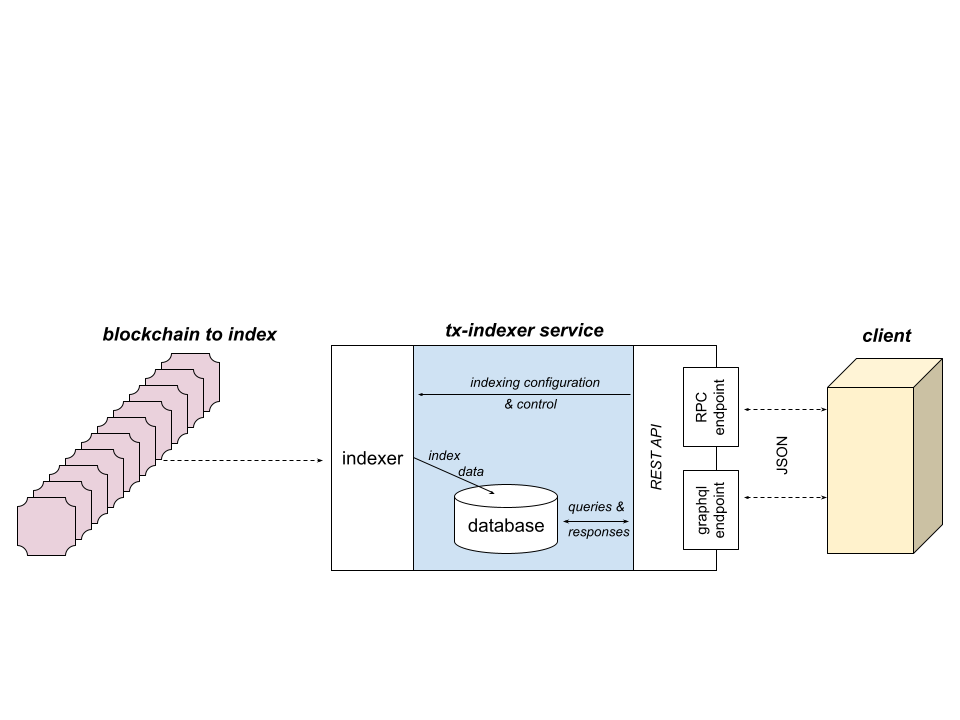 blockchain to index
tx-indexer service
client
indexing configuration
& control
indexer
index
data
database
queries &
responses
REST API
RPC
endpoint
graphql
endpoint
JSON